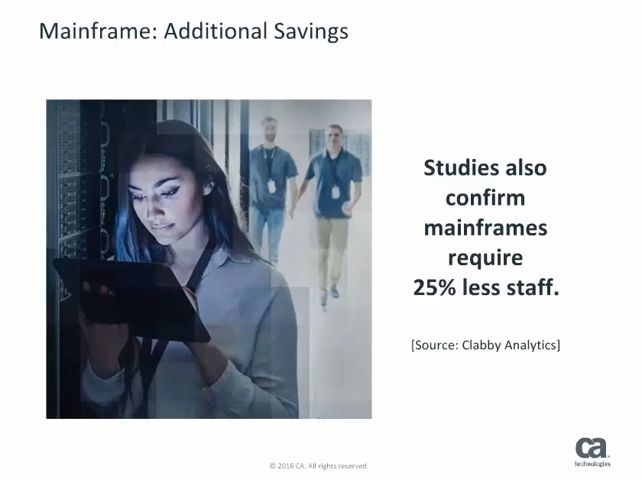 Mainframe: Additional Savings
Studies also
confirm
mainframes
require
25% less staff.
[Source: Clabby Analytics]
© 2016 CA. All rights reserved.
ca
technologies